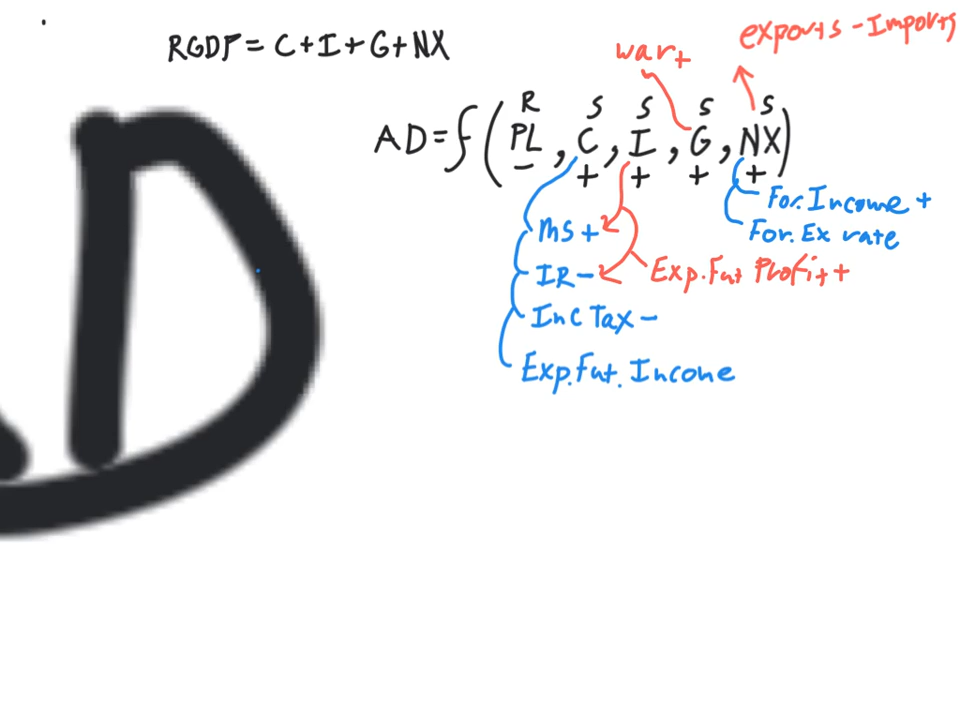 RGDP = C+I+G+NX
exports - Imports
war +
R S S S S
AD = f ( PL , C , I , G , NX )
- + + + +
For. Income +
MS +
For. Ex rate
IR -
Exp. Fut Profit +
Inc Tax -
Exp. Fut. Income
D